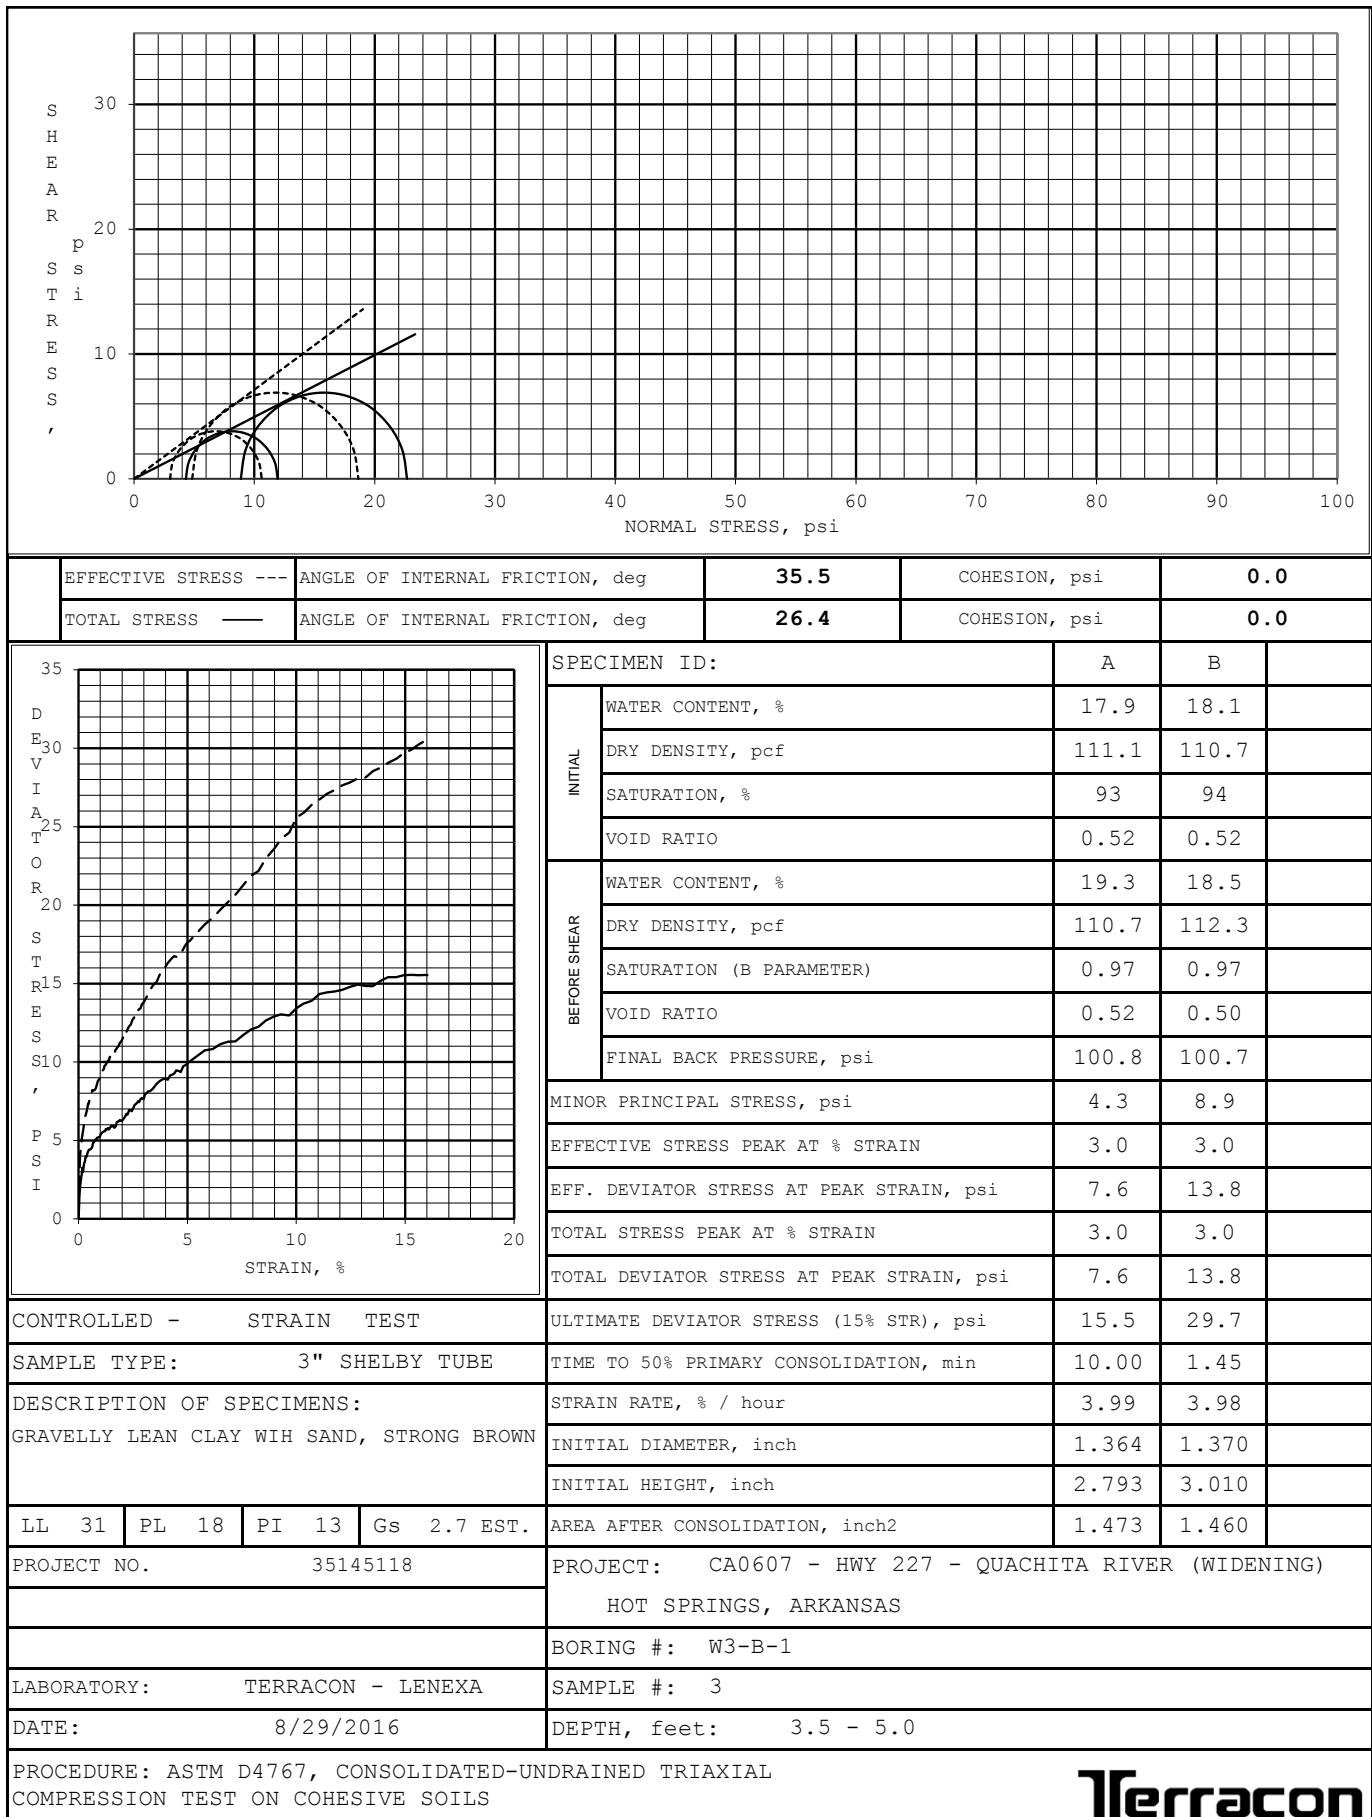 SHEAR STRESS, psi
30
20
10
0
0 10 20 30 40 50 60 70 80 90 100
NORMAL STRESS, psi
EFFECTIVE STRESS --- ANGLE OF INTERNAL FRICTION, deg 35.5 COHESION, psi 0.0
TOTAL STRESS —— ANGLE OF INTERNAL FRICTION, deg 26.4 COHESION, psi 0.0
DEVIATOR STRESS, PSI
35
30
25
20
15
10
5
0
0 5 10 15 20
STRAIN, %
SPECIMEN ID: A B
INITIAL
WATER CONTENT, % 17.9 18.1
DRY DENSITY, pcf 111.1 110.7
SATURATION, % 93 94
VOID RATIO 0.52 0.52
BEFORE SHEAR
WATER CONTENT, % 19.3 18.5
DRY DENSITY, pcf 110.7 112.3
SATURATION (B PARAMETER) 0.97 0.97
VOID RATIO 0.52 0.50
FINAL BACK PRESSURE, psi 100.8 100.7
MINOR PRINCIPAL STRESS, psi 4.3 8.9
EFFECTIVE STRESS PEAK AT % STRAIN 3.0 3.0
EFF. DEVIATOR STRESS AT PEAK STRAIN, psi 7.6 13.8
TOTAL STRESS PEAK AT % STRAIN 3.0 3.0
TOTAL DEVIATOR STRESS AT PEAK STRAIN, psi 7.6 13.8
CONTROLLED - STRAIN TEST
ULTIMATE DEVIATOR STRESS (15% STR), psi 15.5 29.7
SAMPLE TYPE: 3" SHELBY TUBE
TIME TO 50% PRIMARY CONSOLIDATION, min 10.00 1.45
DESCRIPTION OF SPECIMENS:
GRAVELLY LEAN CLAY WIH SAND, STRONG BROWN
STRAIN RATE, % / hour 3.99 3.98
INITIAL DIAMETER, inch 1.364 1.370
INITIAL HEIGHT, inch 2.793 3.010
LL 31 PL 18 PI 13 Gs 2.7 EST.
AREA AFTER CONSOLIDATION, inch2 1.473 1.460
PROJECT NO. 35145118
PROJECT: CA0607 - HWY 227 - QUACHITA RIVER (WIDENING)
HOT SPRINGS, ARKANSAS
BORING #: W3-B-1
LABORATORY: TERRACON - LENEXA
SAMPLE #: 3
DATE: 8/29/2016
DEPTH, feet: 3.5 - 5.0
PROCEDURE: ASTM D4767, CONSOLIDATED-UNDRAINED TRIAXIAL
COMPRESSION TEST ON COHESIVE SOILS
Terracon